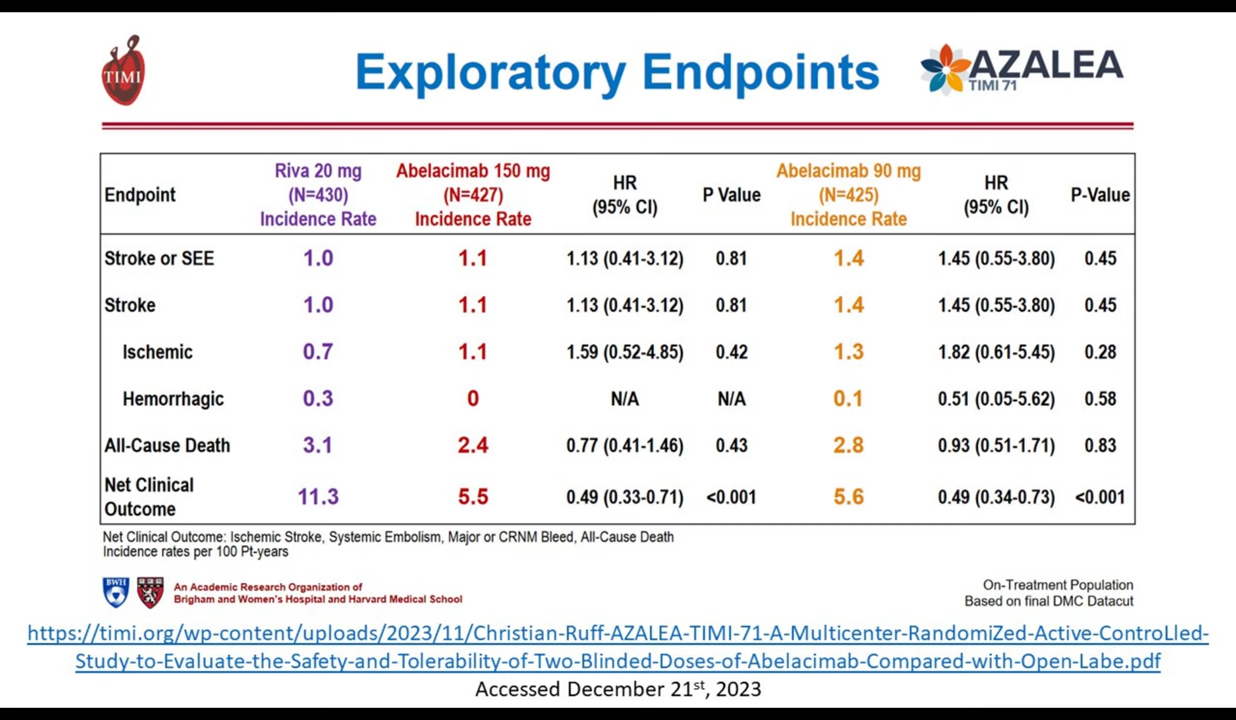 TIMI
Exploratory Endpoints
AZALEA
TIMI 71
Endpoint Riva 20 mg (N=430) Incidence Rate Abelacimab 150 mg (N=427) Incidence Rate HR (95% CI) P Value Abelacimab 90 mg (N=425) Incidence Rate HR (95% CI) P-Value
Stroke or SEE 1.0 1.1 1.13 (0.41-3.12) 0.81 1.4 1.45 (0.55-3.80) 0.45
Stroke 1.0 1.1 1.13 (0.41-3.12) 0.81 1.4 1.45 (0.55-3.80) 0.45
Ischemic 0.7 1.1 1.59 (0.52-4.85) 0.42 1.3 1.82 (0.61-5.45) 0.28
Hemorrhagic 0.3 0 N/A N/A 0.1 0.51 (0.05-5.62) 0.58
All-Cause Death 3.1 2.4 0.77 (0.41-1.46) 0.43 2.8 0.93 (0.51-1.71) 0.83
Net Clinical Outcome 11.3 5.5 0.49 (0.33-0.71) <0.001 5.6 0.49 (0.34-0.73) <0.001
Net Clinical Outcome: Ischemic Stroke, Systemic Embolism, Major or CRNM Bleed, All-Cause Death
Incidence rates per 100 Pt-years
BWH
An Academic Research Organization of
Brigham and Women's Hospital and Harvard Medical School
On-Treatment Population
Based on final DMC Datacut
https://timi.org/wp-content/uploads/2023/11/Christian-Ruff-AZALEA-TIMI-71-A-Multicenter-RandomiZed-Active-ControLled-
Study-to-Evaluate-the-Safety-and-Tolerability-of-Two-Blinded-Doses-of-Abelacimab-Compared-with-Open-Labe.pdf
Accessed December 21st, 2023